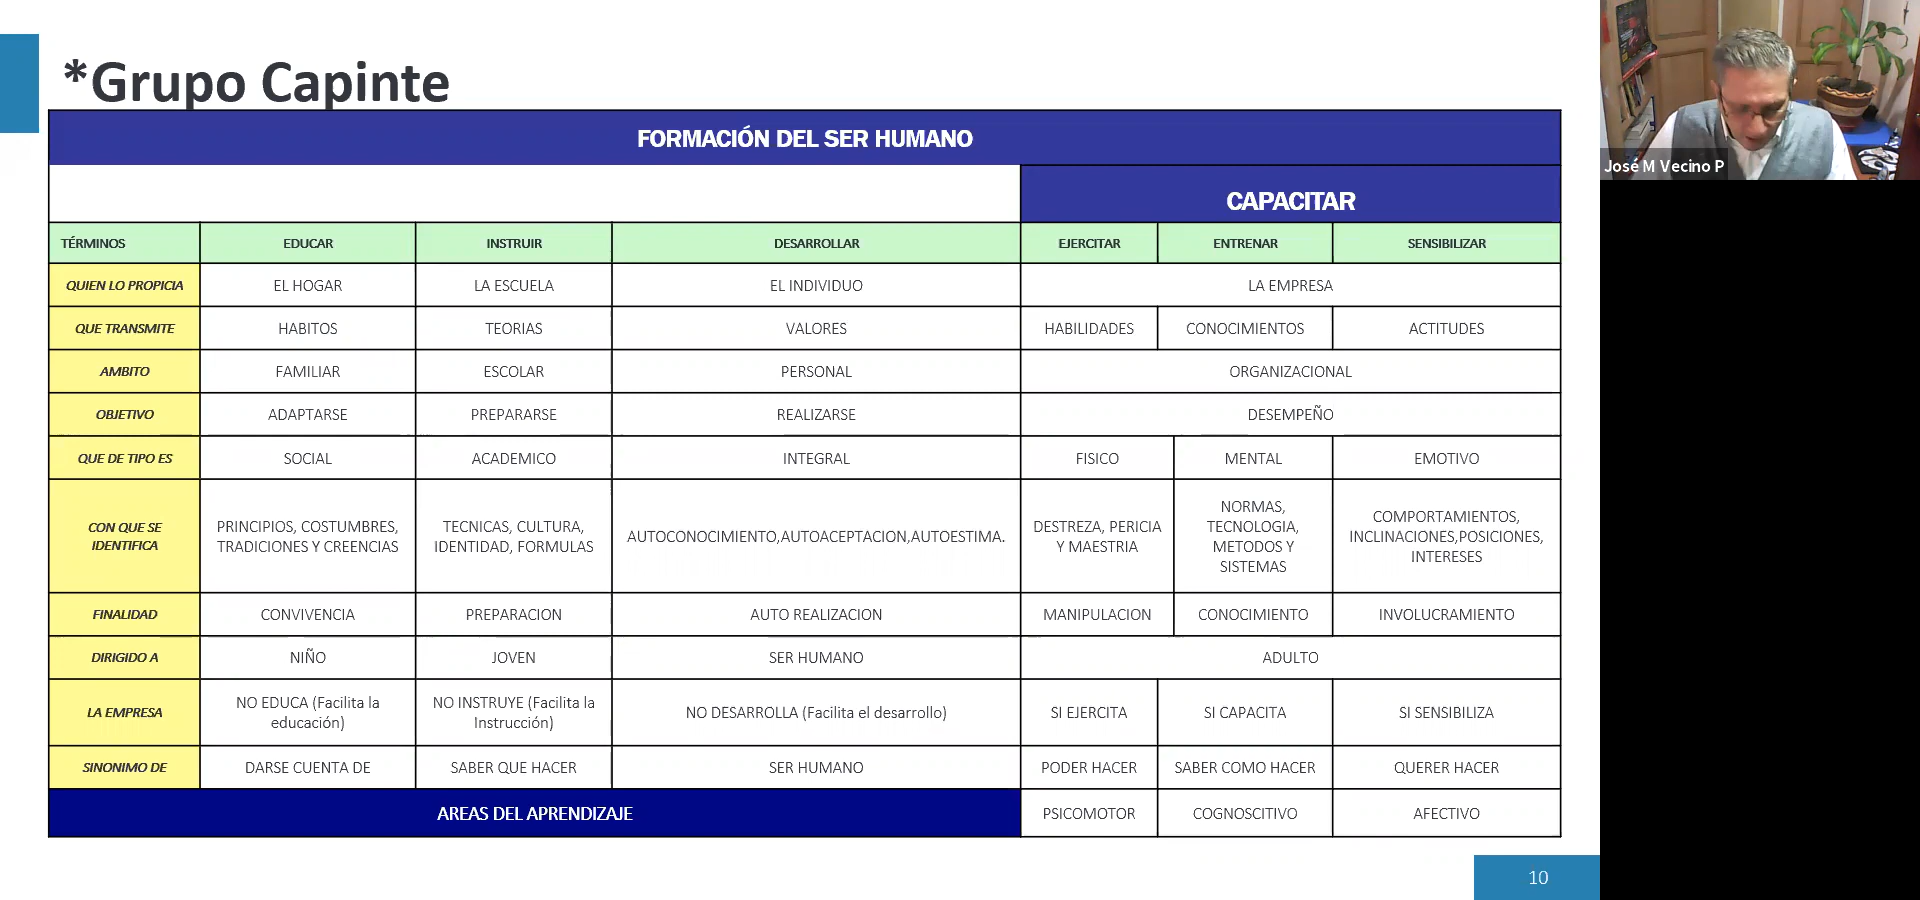 *Grupo Capinte
FORMACIÓN DEL SER HUMANO
CAPACITAR
TÉRMINOS EDUCAR INSTRUIR DESARROLLAR EJERCITAR ENTRENAR SENSIBILIZAR
QUIEN LO PROPICIA EL HOGAR LA ESCUELA EL INDIVIDUO LA EMPRESA
QUE TRANSMITE HABITOS TEORIAS VALORES HABILIDADES CONOCIMIENTOS ACTITUDES
AMBITO FAMILIAR ESCOLAR PERSONAL ORGANIZACIONAL
OBJETIVO ADAPTARSE PREPARARSE REALIZARSE DESEMPEÑO
QUE DE TIPO ES SOCIAL ACADEMICO INTEGRAL FISICO MENTAL EMOTIVO
CON QUE SE
IDENTIFICA
PRINCIPIOS, COSTUMBRES,
TRADICIONES Y CREENCIAS
TECNICAS, CULTURA,
IDENTIDAD, FORMULAS
AUTOCONOCIMIENTO,AUTOACEPTACION,AUTOESTIMA.
DESTREZA, PERICIA
Y MAESTRIA
NORMAS,
TECNOLOGIA,
METODOS Y
SISTEMAS
COMPORTAMIENTOS,
INCLINACIONES,POSICIONES,
INTERESES
FINALIDAD CONVIVENCIA PREPARACION AUTO REALIZACION MANIPULACION CONOCIMIENTO INVOLUCRAMIENTO
DIRIGIDO A NIÑO JOVEN SER HUMANO ADULTO
LA EMPRESA
NO EDUCA (Facilita la
educación)
NO INSTRUYE (Facilita la
Instrucción)
NO DESARROLLA (Facilita el desarrollo)
SI EJERCITA
SI CAPACITA
SI SENSIBILIZA
SINONIMO DE DARSE CUENTA DE SABER QUE HACER SER HUMANO PODER HACER SABER COMO HACER QUERER HACER
AREAS DEL APRENDIZAJE PSICOMOTOR COGNOSCITIVO AFECTIVO
10
José M Vecino P